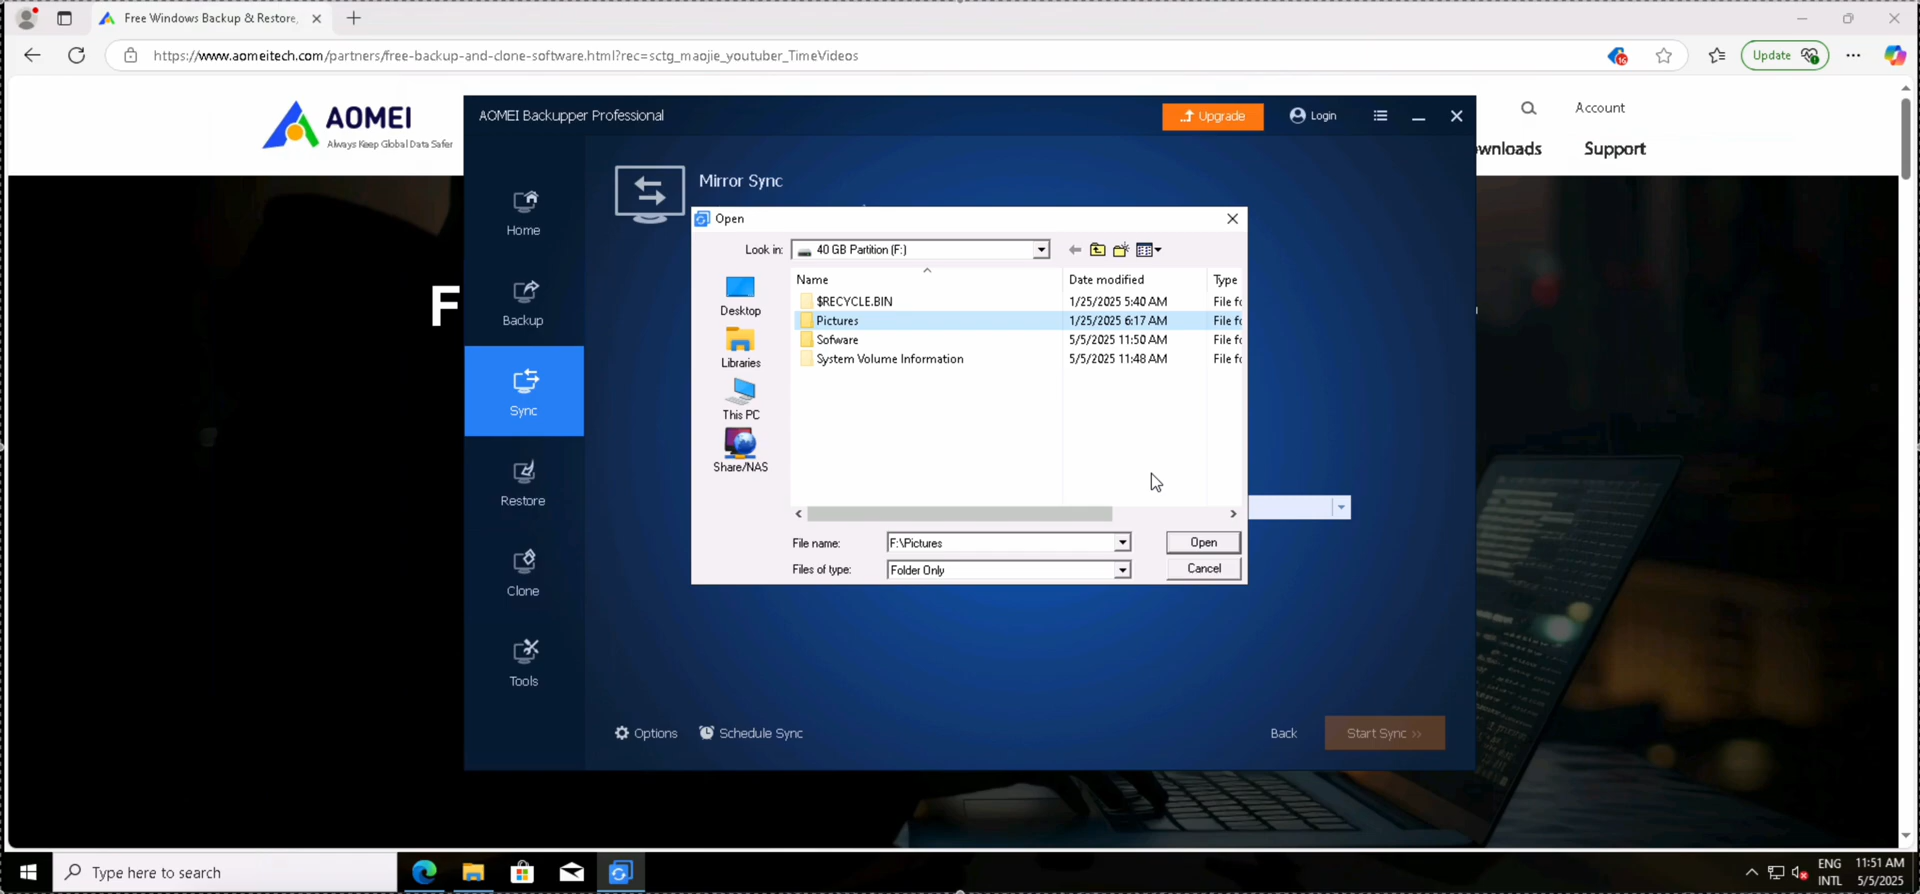 Free Windows Backup & Restore,
https://www.aomeitech.com/partners/free-backup-and-clone-software.html?rec=sctg_maojie_youtuber_TimeVideos
16
Update
AOMEI
Always Keep Global Data Safer
Account
wnloads
Support
F
AOMEI Backupper Professional
Upgrade
Login
Home
Backup
Sync
Restore
Clone
Tools
Mirror Sync
Open
Look in:
40 GB Partition (F:)
Desktop
Libraries
This PC
Share/NAS
Name
Date modified
Type
$RECYCLE.BIN
1/25/2025 5:40 AM
File fo
Pictures
1/25/2025 6:17 AM
File fo
Sofware
5/5/2025 11:50 AM
File fo
System Volume Information
5/5/2025 11:48 AM
File fo
File name:
F:\Pictures
Open
Files of type:
Folder Only
Cancel
Options
Schedule Sync
Back
Start Sync >>
Type here to search
ENG
INTL
11:51 AM
5/5/2025